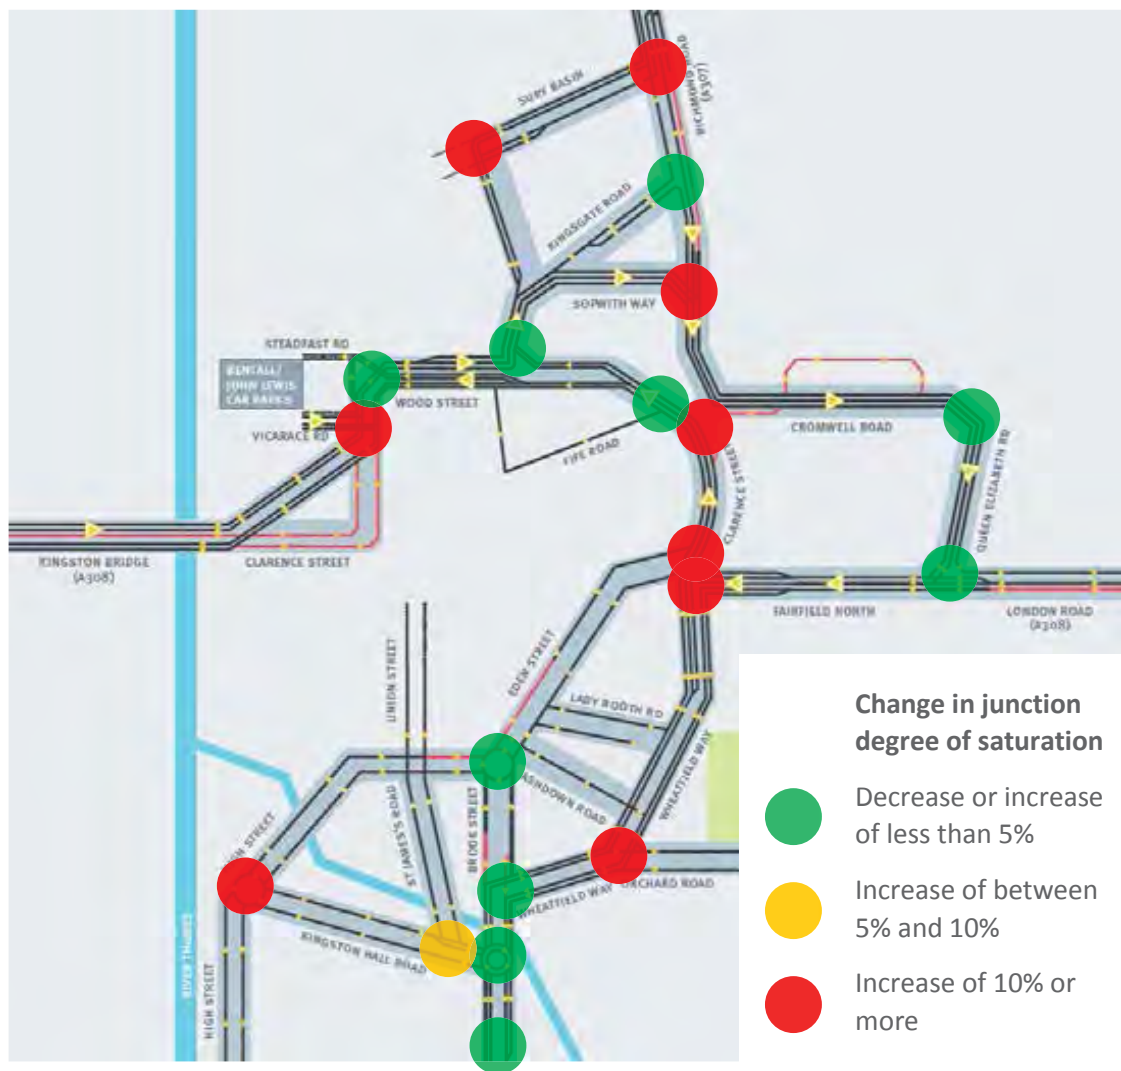 SURY BASIN
RICHMOND ROAD
(A307)
KINGSGATE ROAD
SOPWITH WAY
STEADFAST RD
BENTALL/
JOHN LEWIS
CAR PARKS
WOOD STREET
VICARAGE RD
FIFE ROAD
CROMWELL ROAD
CLARENCE STREET
QUEEN ELIZABETH RD
KINGSTON BRIDGE
(A308)
CLARENCE STREET
FAIRFIELD NORTH
LONDON ROAD
(A308)
UNION STREET
EDEN STREET
LADY BOOTH RD
WHEATFIELD WAY
ASHDOWN ROAD
ST JAMES'S ROAD
BROOK STREET
STREET
WHEATFIELD WAY
ORCHARD ROAD
KINGSTON HALL ROAD
RIVER THAMES
HIGH STREET
Change in junction
degree of saturation
Decrease or increase
of less than 5%
Increase of between
5% and 10%
Increase of 10% or
more